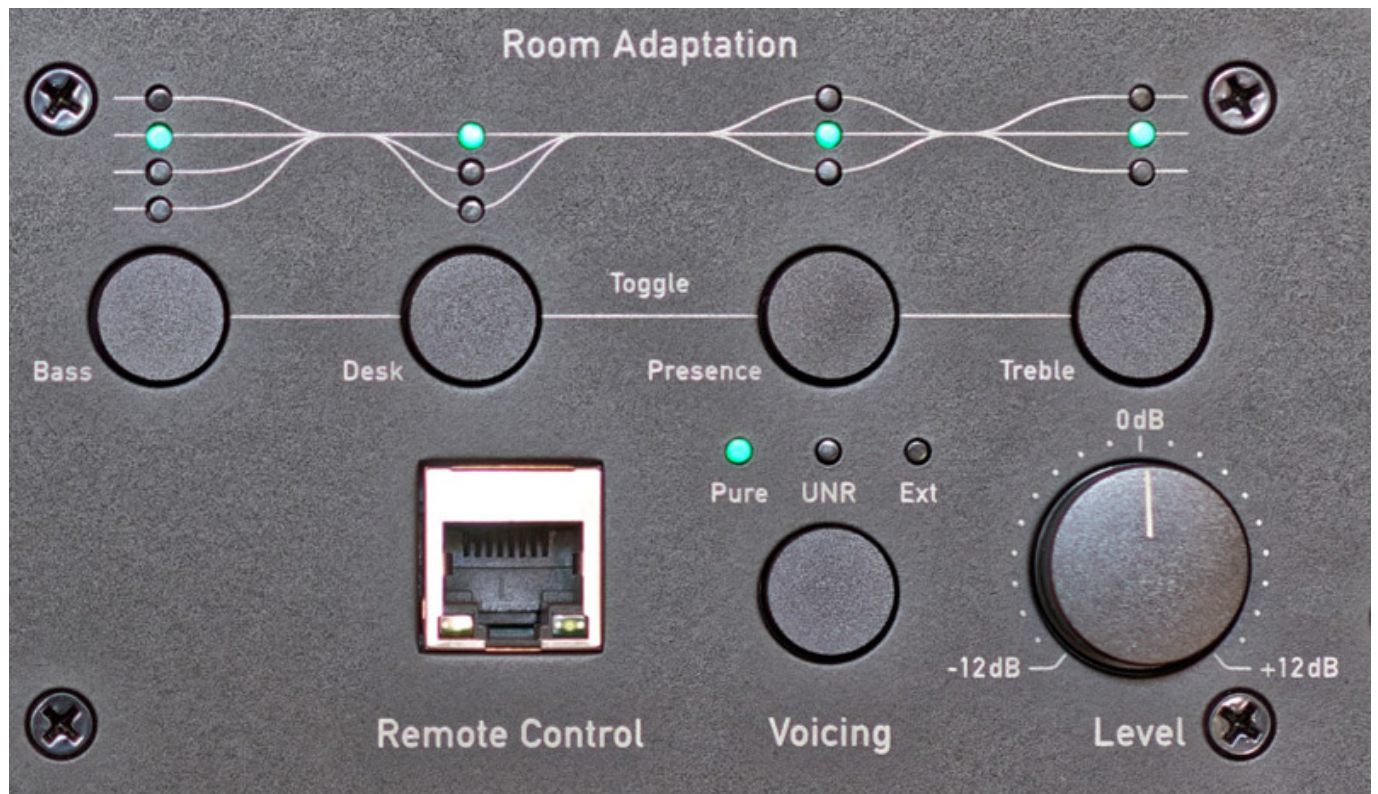 Room Adaptation
Toggle
Bass
Desk
Presence
Treble
0dB
Pure
UNR
Ext
-12dB
+12dB
Remote Control
Voicing
Level